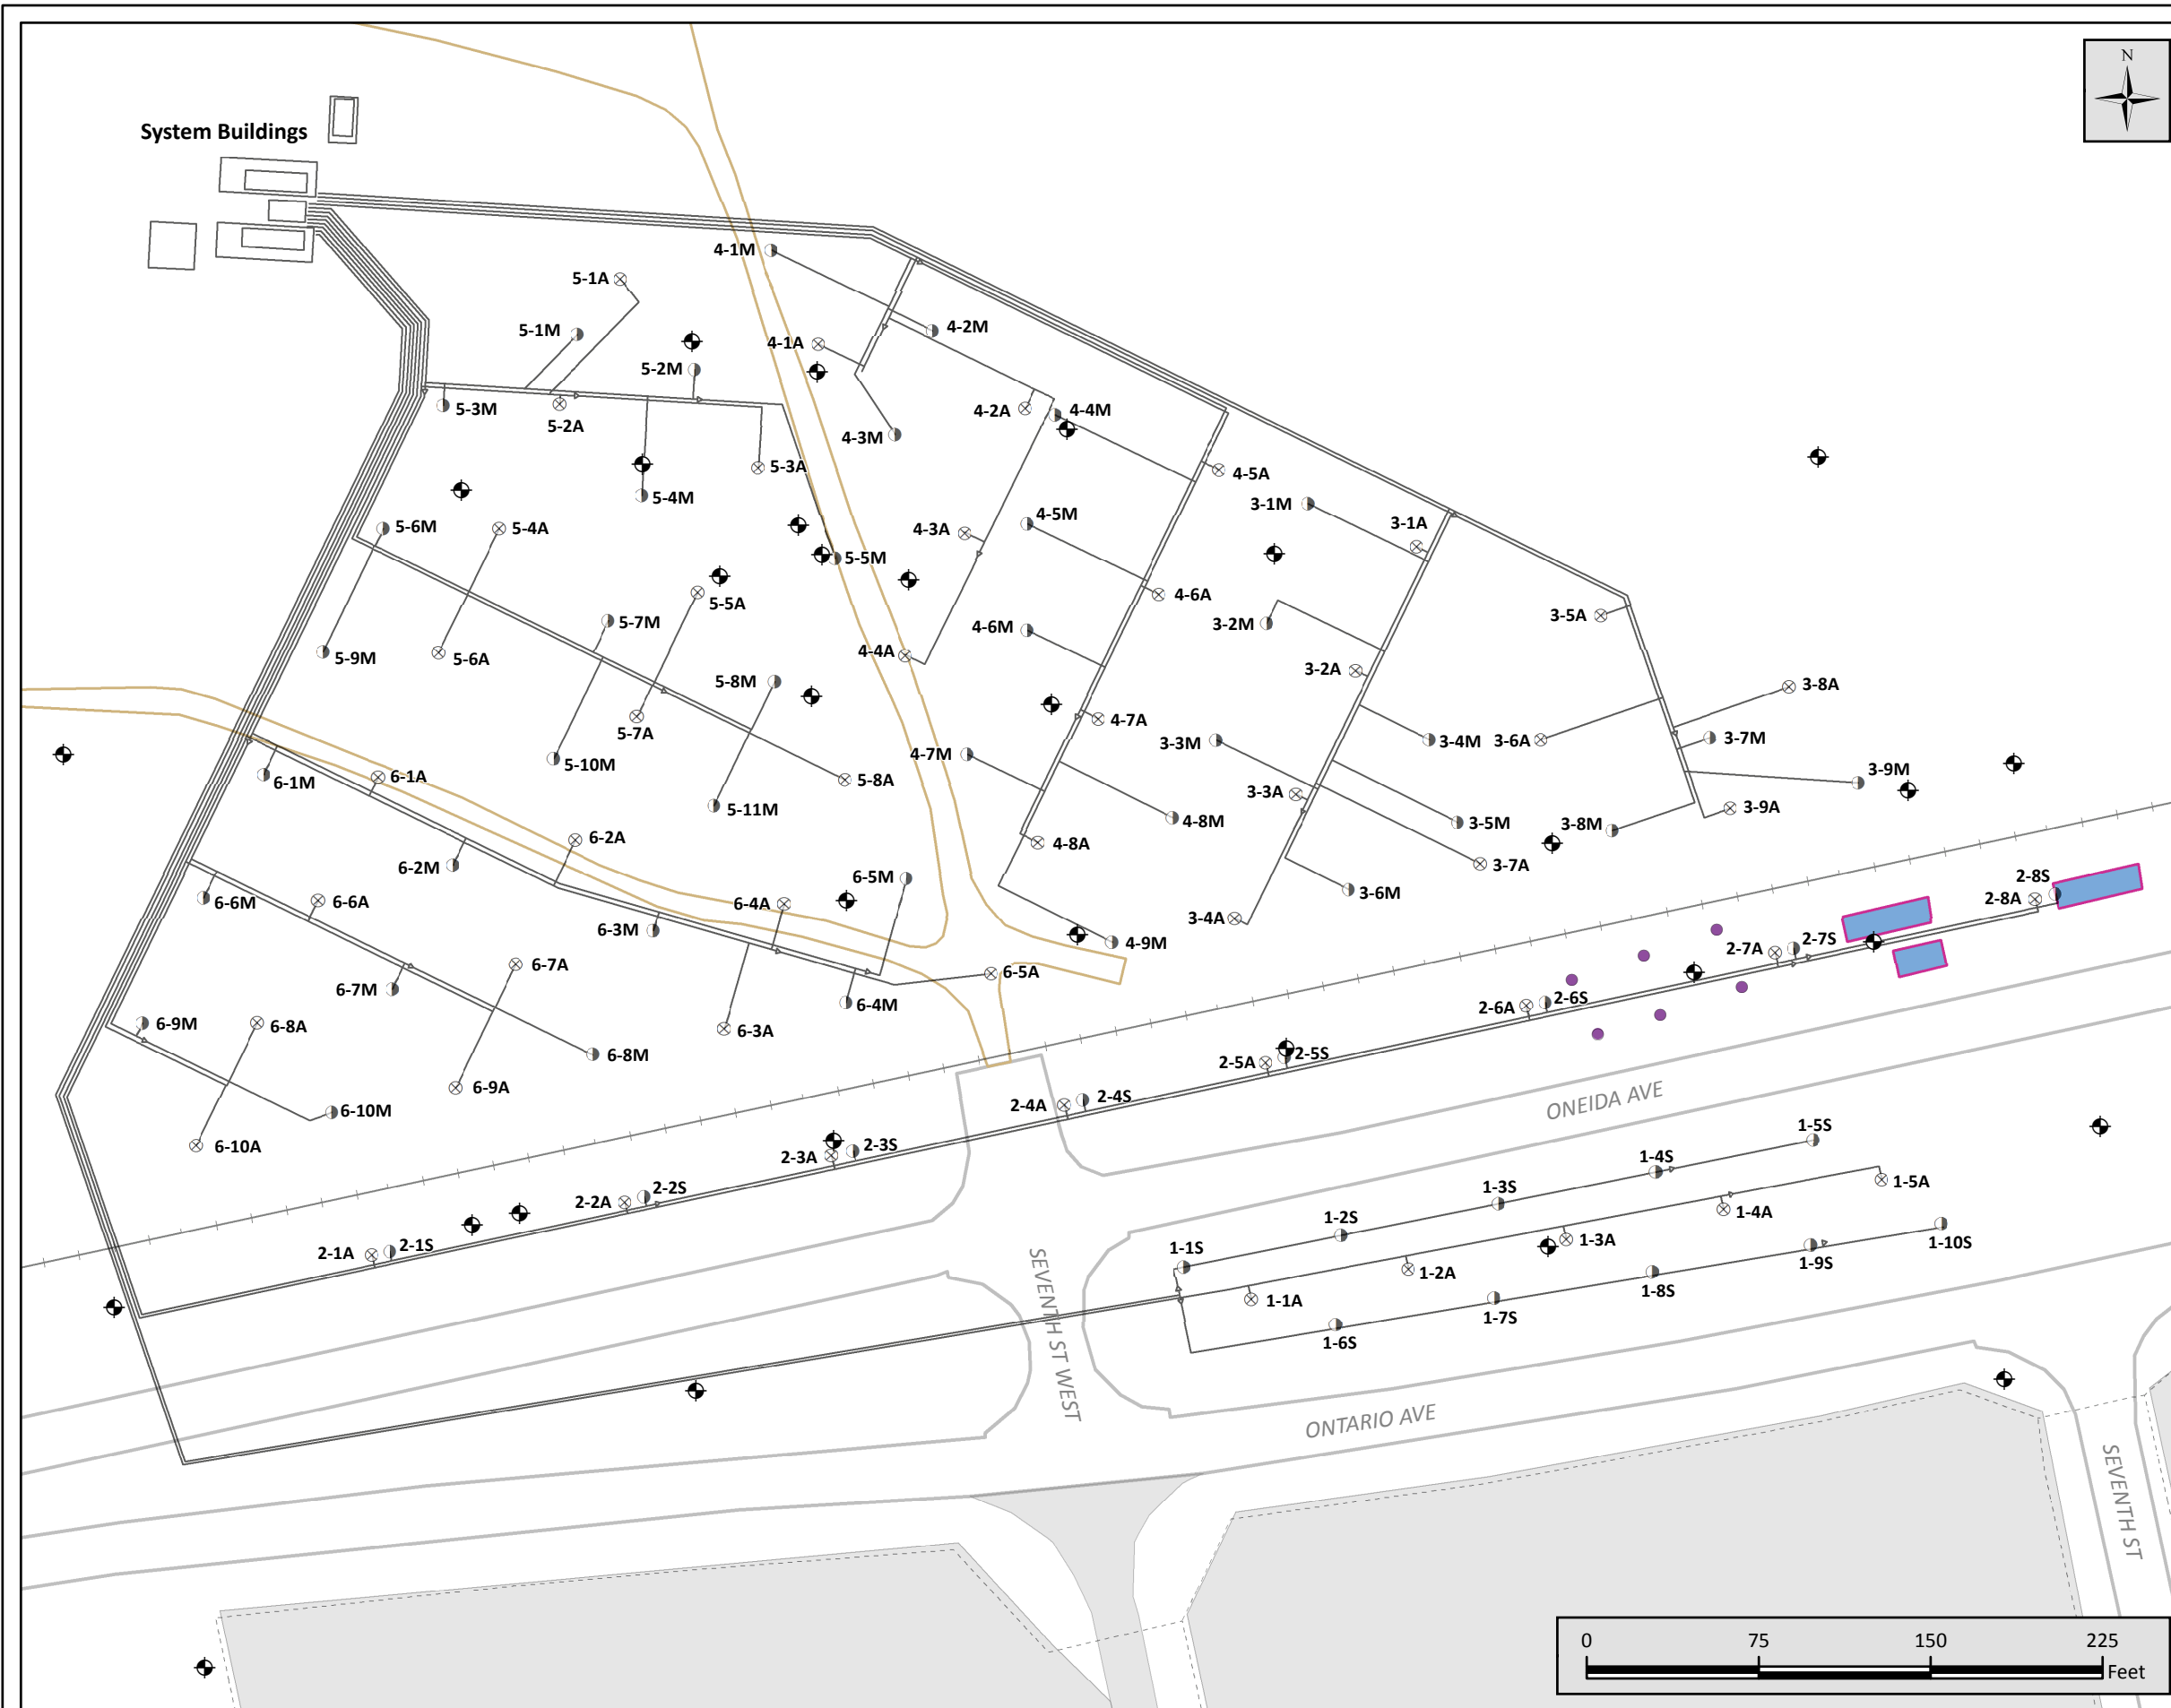 N
System Buildings
4-1M
5-1A
5-1M
4-2M
4-1A
5-2M
5-3M
5-2A
4-2A
4-4M
4-3M
5-3A
4-5A
5-4M
3-1M
4-5M
3-1A
5-6M
5-4A
4-3A
5-5M
4-6A
5-5A
3-5A
5-7M
4-6M
3-2M
5-9M
5-6A
4-4A
3-2A
5-8M
3-8A
4-7A
5-7A
3-3M
3-4M
3-6A
3-7M
4-7M
5-10M
5-8A
3-9M
6-1M
6-1A
3-3A
5-11M
3-9A
4-8M
3-5M
3-8M
6-2A
4-8A
6-2M
3-7A
6-5M
2-8S
3-6M
2-8A
6-6M
6-6A
6-4A
3-4A
6-3M
4-9M
2-7S
2-7A
6-7A
6-5A
6-7M
2-6S
6-4M
2-6A
6-9M
6-8A
6-3A
6-8M
2-5S
2-5A
6-9A
2-4S
2-4A
6-10M
ONEIDA AVE
1-5S
6-10A
2-3S
2-3A
1-4S
1-5A
2-2S
1-3S
2-2A
1-4A
1-2S
2-1S
2-1A
1-1S
1-3A
1-10S
1-2A
1-9S
1-1A
1-8S
1-7S
1-6S
SEVENTH ST WEST
ONTARIO AVE
SEVENTH ST
0 75 150 225
Feet